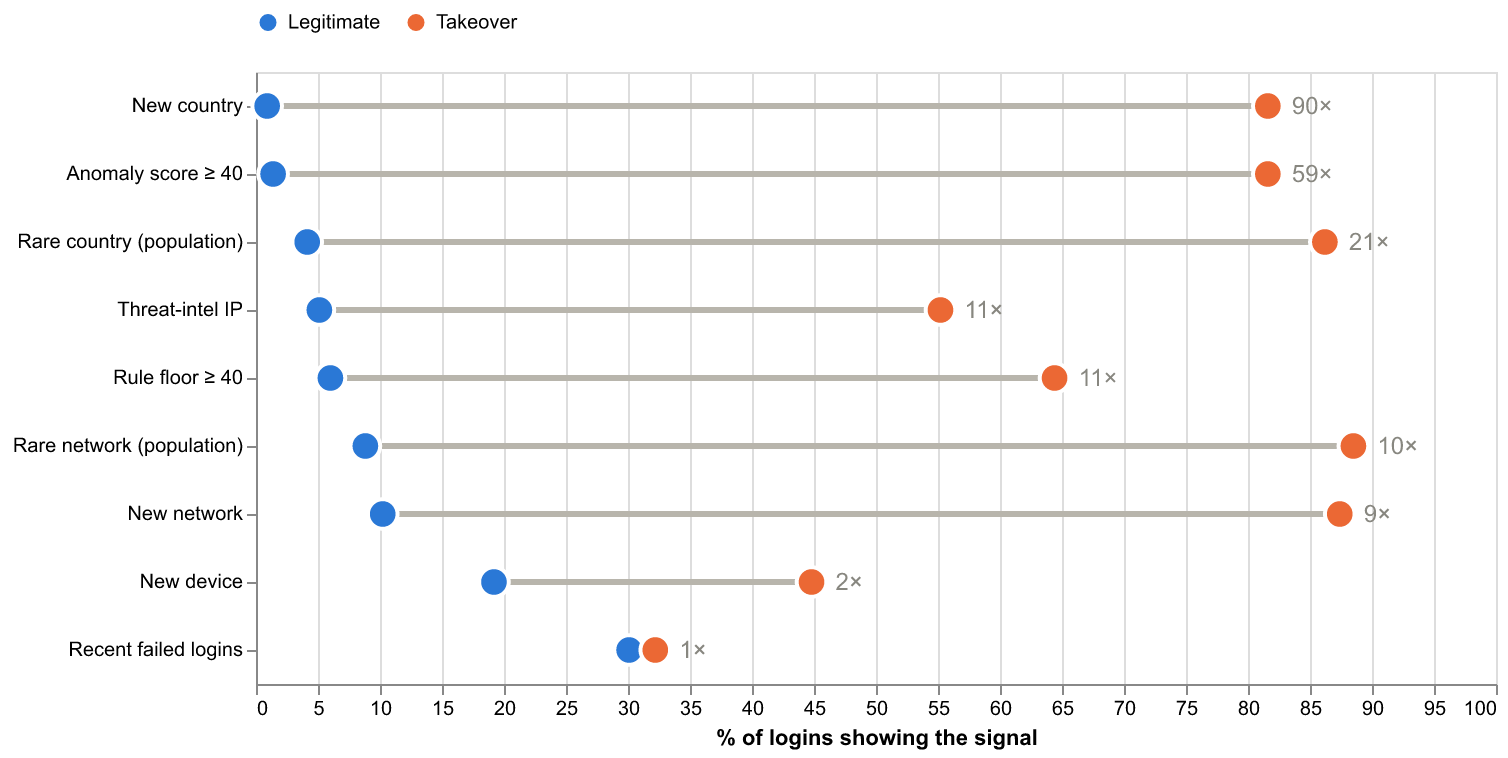 Legitimate Takeover
New country 90×
Anomaly score ≥ 40 59×
Rare country (population) 21×
Threat-intel IP 11×
Rule floor ≥ 40 11×
Rare network (population) 10×
New network 9×
New device 2×
Recent failed logins 1×
0 5 10 15 20 25 30 35 40 45 50 55 60 65 70 75 80 85 90 95 100
% of logins showing the signal